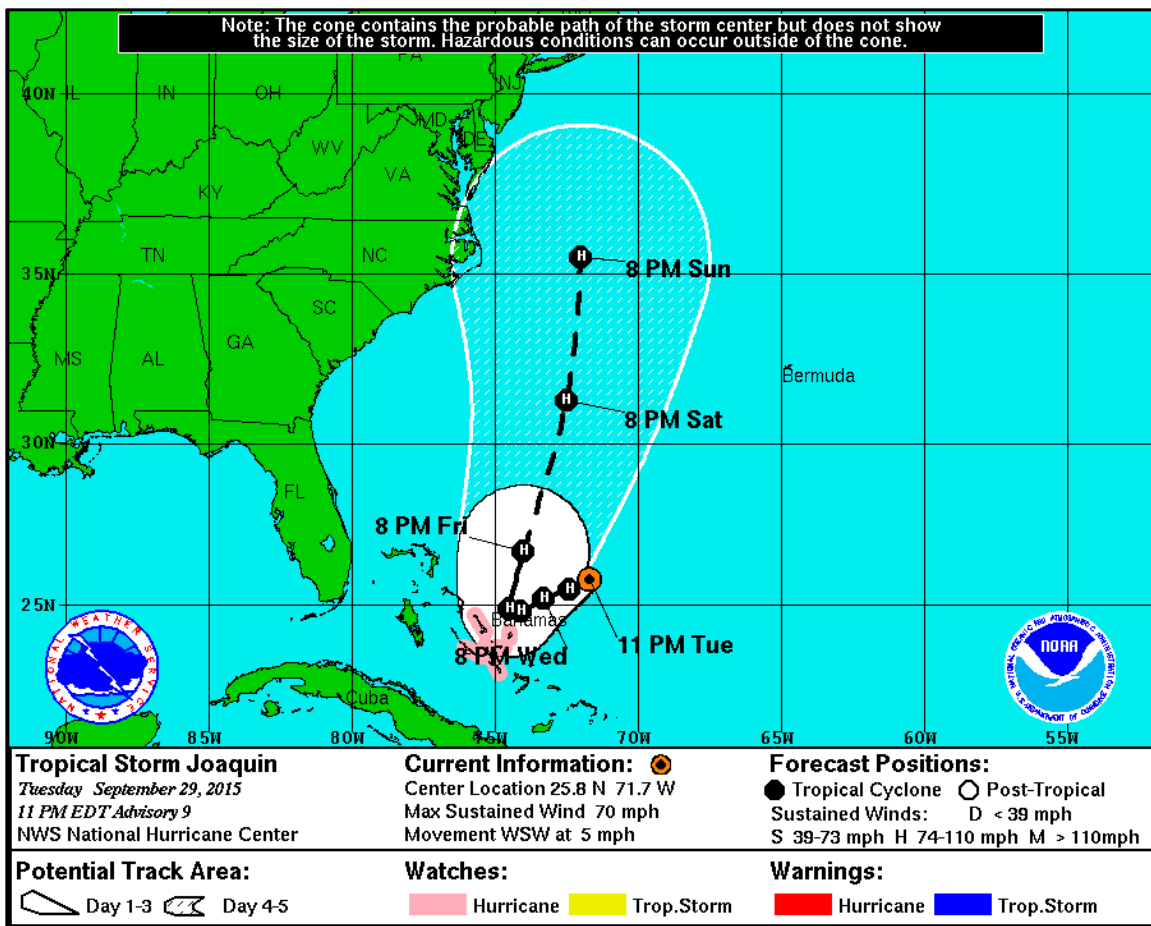 Note: The cone contains the probable path of the storm center but does not show
the size of the storm. Hazardous conditions can occur outside of the cone.
PA
NJ
40N
IL
IN
OH
MD
DE
WV
VA
KY
TN
NC
35N
8 PM Sun
SC
MS
AL
GA
Bermuda
8 PM Sat
30N
FL
8 PM Fri
25N
Bahamas
11 PM Tue
8 PM Wed
NATIONAL WEATHER SERVICE
NOAA
Cuba
90W
85W
80W
75W
70W
65W
60W
55W
Tropical Storm Joaquin
Tuesday September 29, 2015
11 PM EDT Advisory 9
NWS National Hurricane Center
Current Information:
Center Location 25.8 N 71.7 W
Max Sustained Wind 70 mph
Movement WSW at 5 mph
Forecast Positions:
Tropical Cyclone Post-Tropical
Sustained Winds: D < 39 mph
S 39-73 mph H 74-110 mph M > 110mph
Potential Track Area:
Day 1-3 Day 4-5
Watches:
Hurricane Trop.Storm
Warnings:
Hurricane Trop.Storm